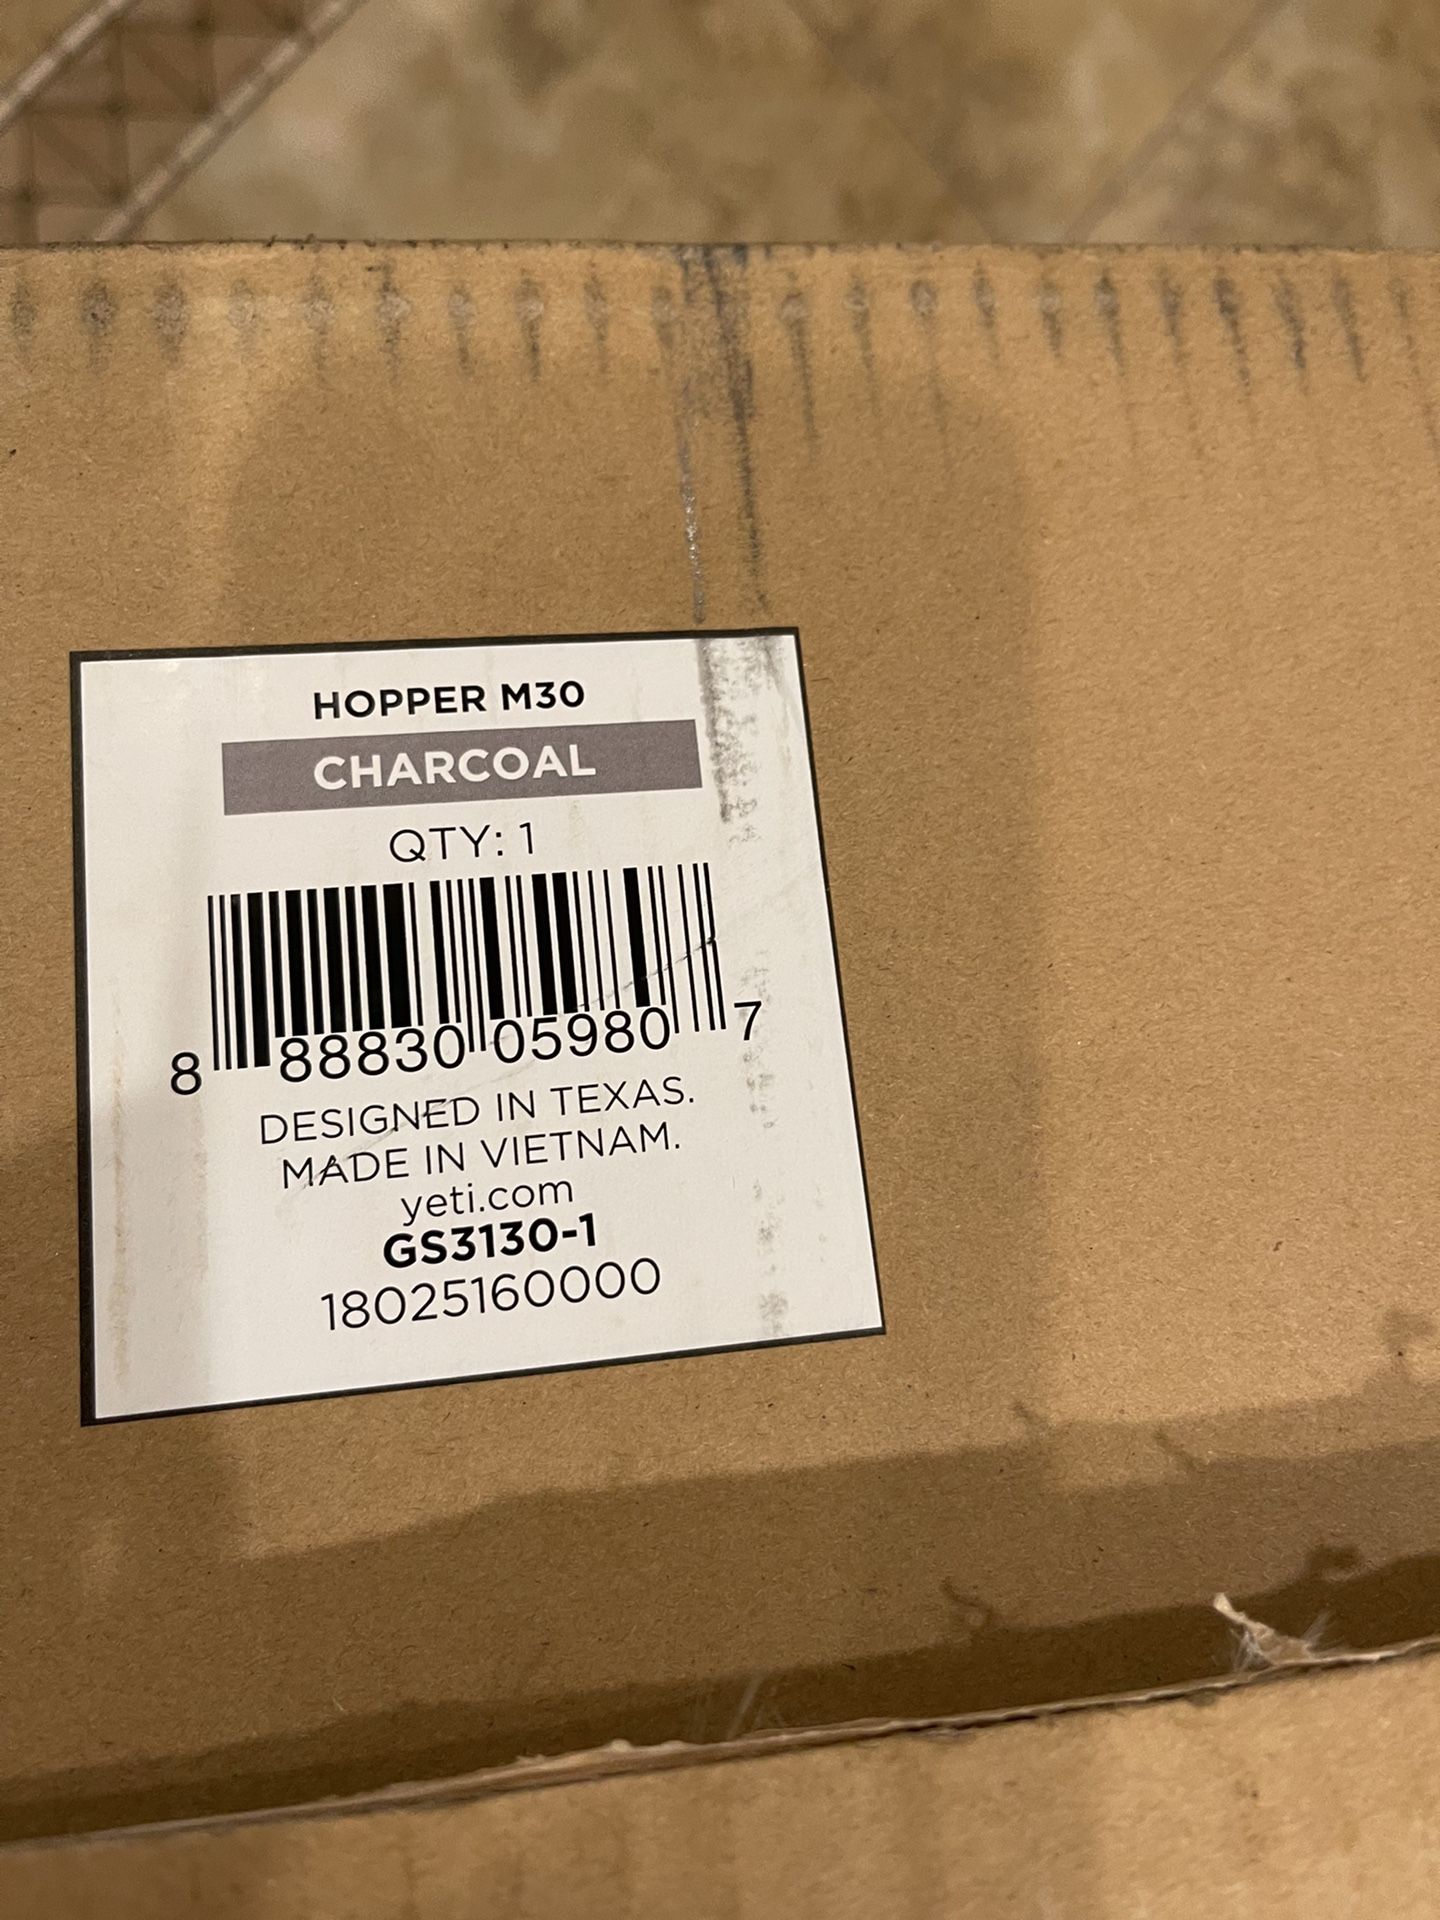 HOPPER M30
CHARCOAL
QTY: 1
8 88830 05980 7
DESIGNED IN TEXAS.
MADE IN VIETNAM.
yeti.com
GS3130-1
18025160000